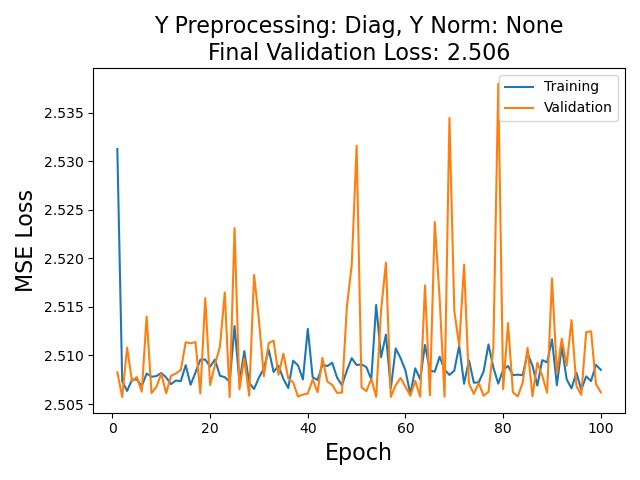 Y Preprocessing: Diag, Y Norm: None
Final Validation Loss: 2.506
Training
Validation
MSE Loss
2.535
2.530
2.525
2.520
2.515
2.510
2.505
0
20
40
60
80
100
Epoch